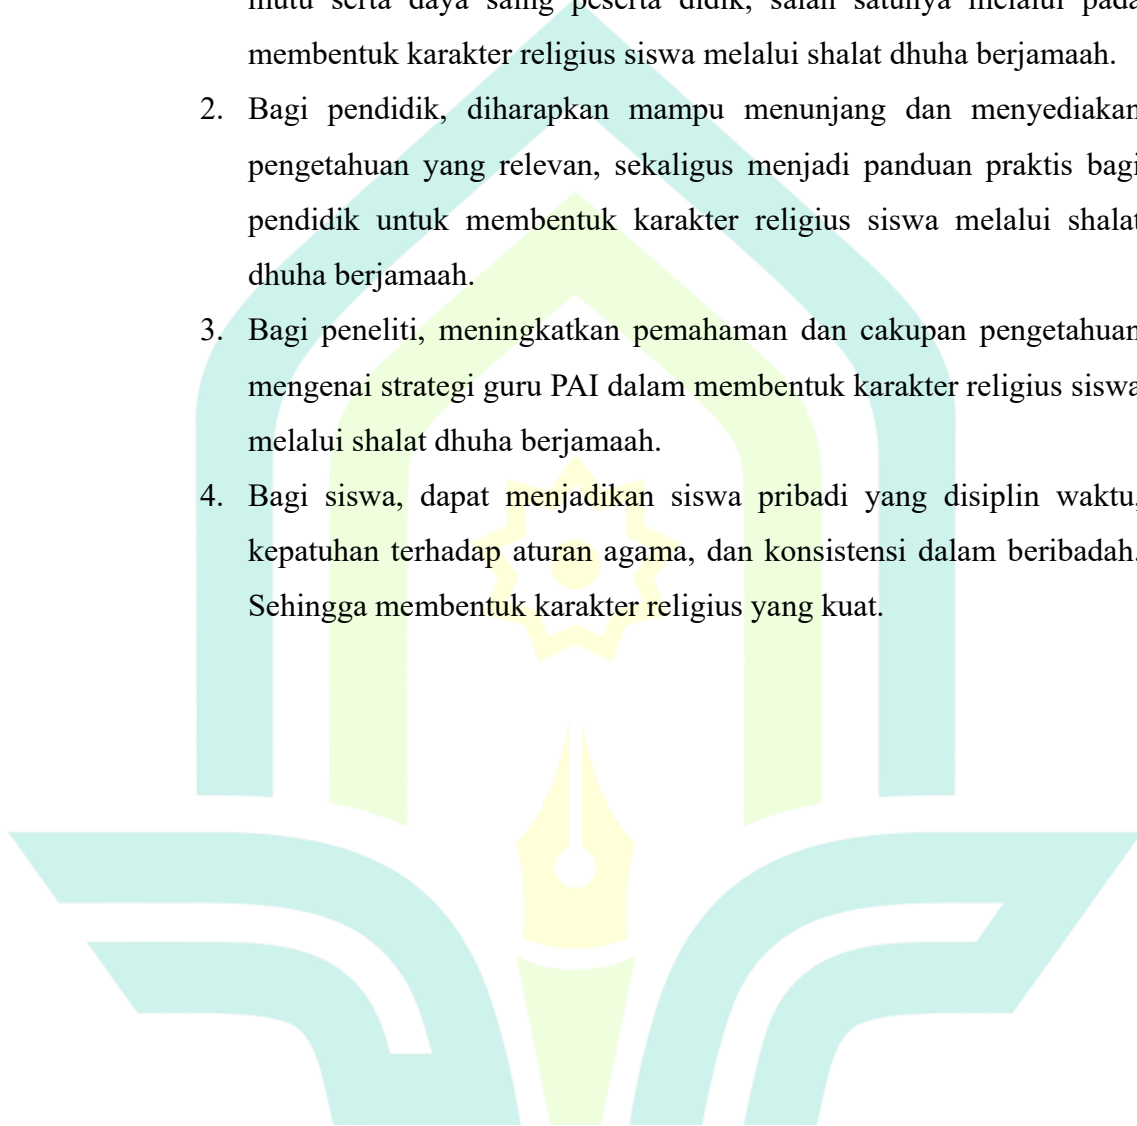 mutu serta daya saing peserta didik, salah satunya melalui pada
membentuk karakter religius siswa melalui shalat dhuha berjamaah.
2. Bagi pendidik, diharapkan mampu menunjang dan menyediakan
pengetahuan yang relevan, sekaligus menjadi panduan praktis bagi
pendidik untuk membentuk karakter religius siswa melalui shalat
dhuha berjamaah.
3. Bagi peneliti, meningkatkan pemahaman dan cakupan pengetahuan
mengenai strategi guru PAI dalam membentuk karakter religius siswa
melalui shalat dhuha berjamaah.
4. Bagi siswa, dapat menjadikan siswa pribadi yang disiplin waktu,
kepatuhan terhadap aturan agama, dan konsistensi dalam beribadah.
Sehingga membentuk karakter religius yang kuat.